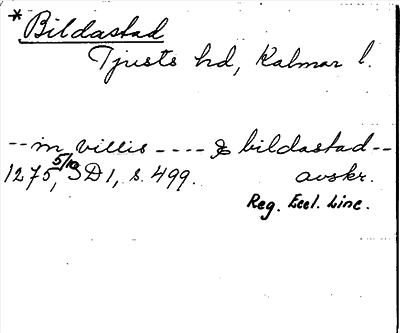 * Bildastad
Tjusts hd, Kalmar l.
-- in villis ---- & bildastad --
1275 5/10, SD 1, s. 499. avskr.
Reg. Eccl. Linc.